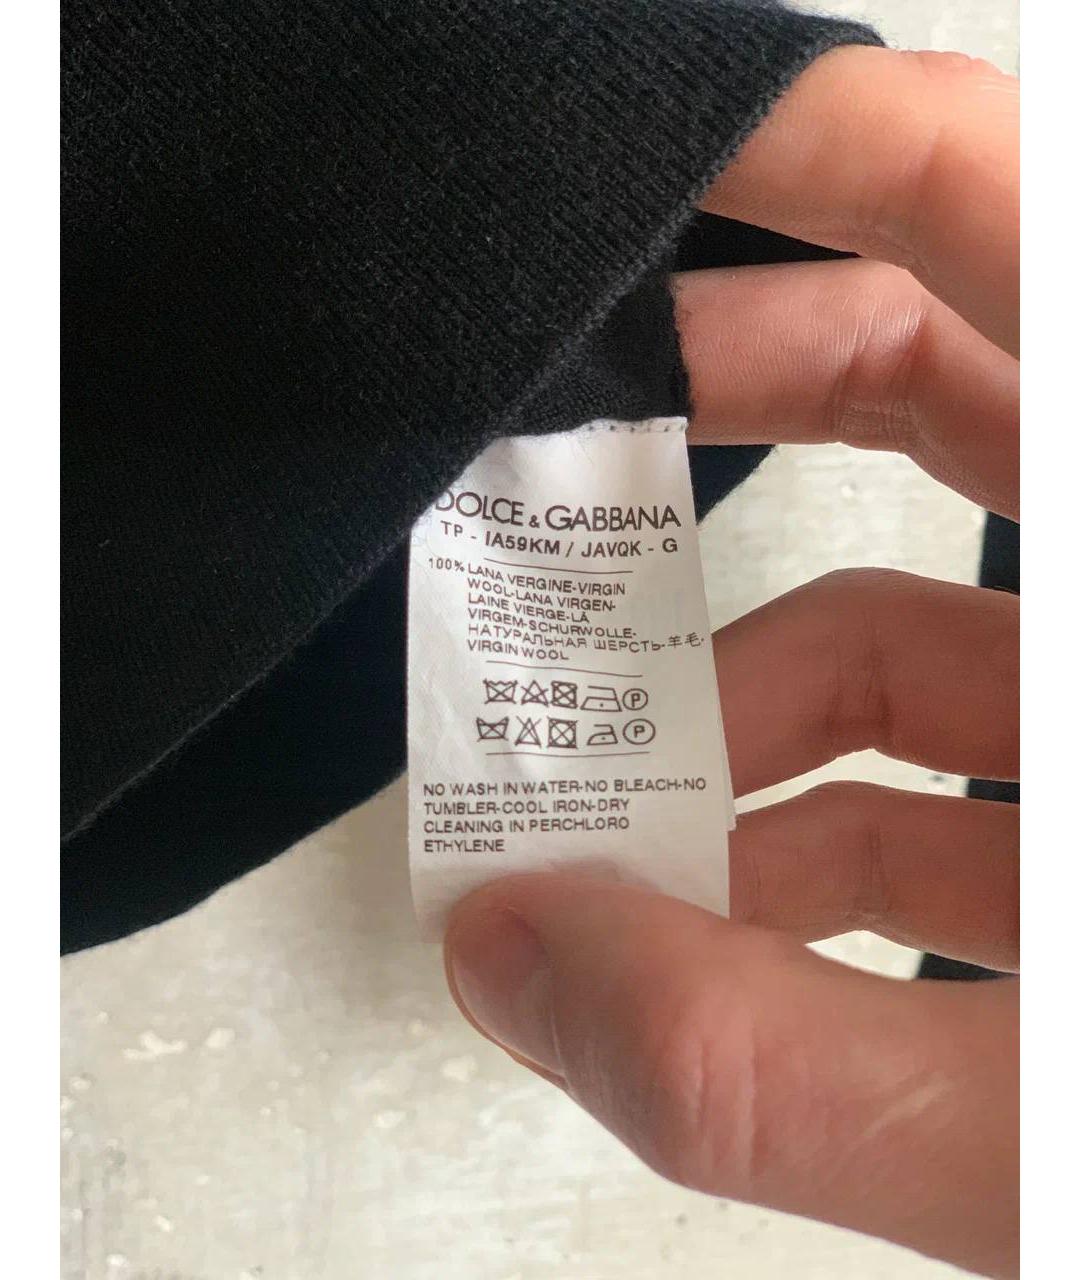 DOLCE & GABBANA
TP - IA59KM / JAVQK - G
100% LANA VERGINE-VIRGIN
WOOL-LANA VIRGEN-
LAINE VIERGE-LÃ
VIRGEM-SCHURWOLLE-
НАТУРАЛЬНАЯ ШЕРСТЬ-羊毛-
VIRGIN WOOL
P
P
NO WASH IN WATER-NO BLEACH-NO
TUMBLER-COOL IRON-DRY
CLEANING IN PERCHLORO
ETHYLENE